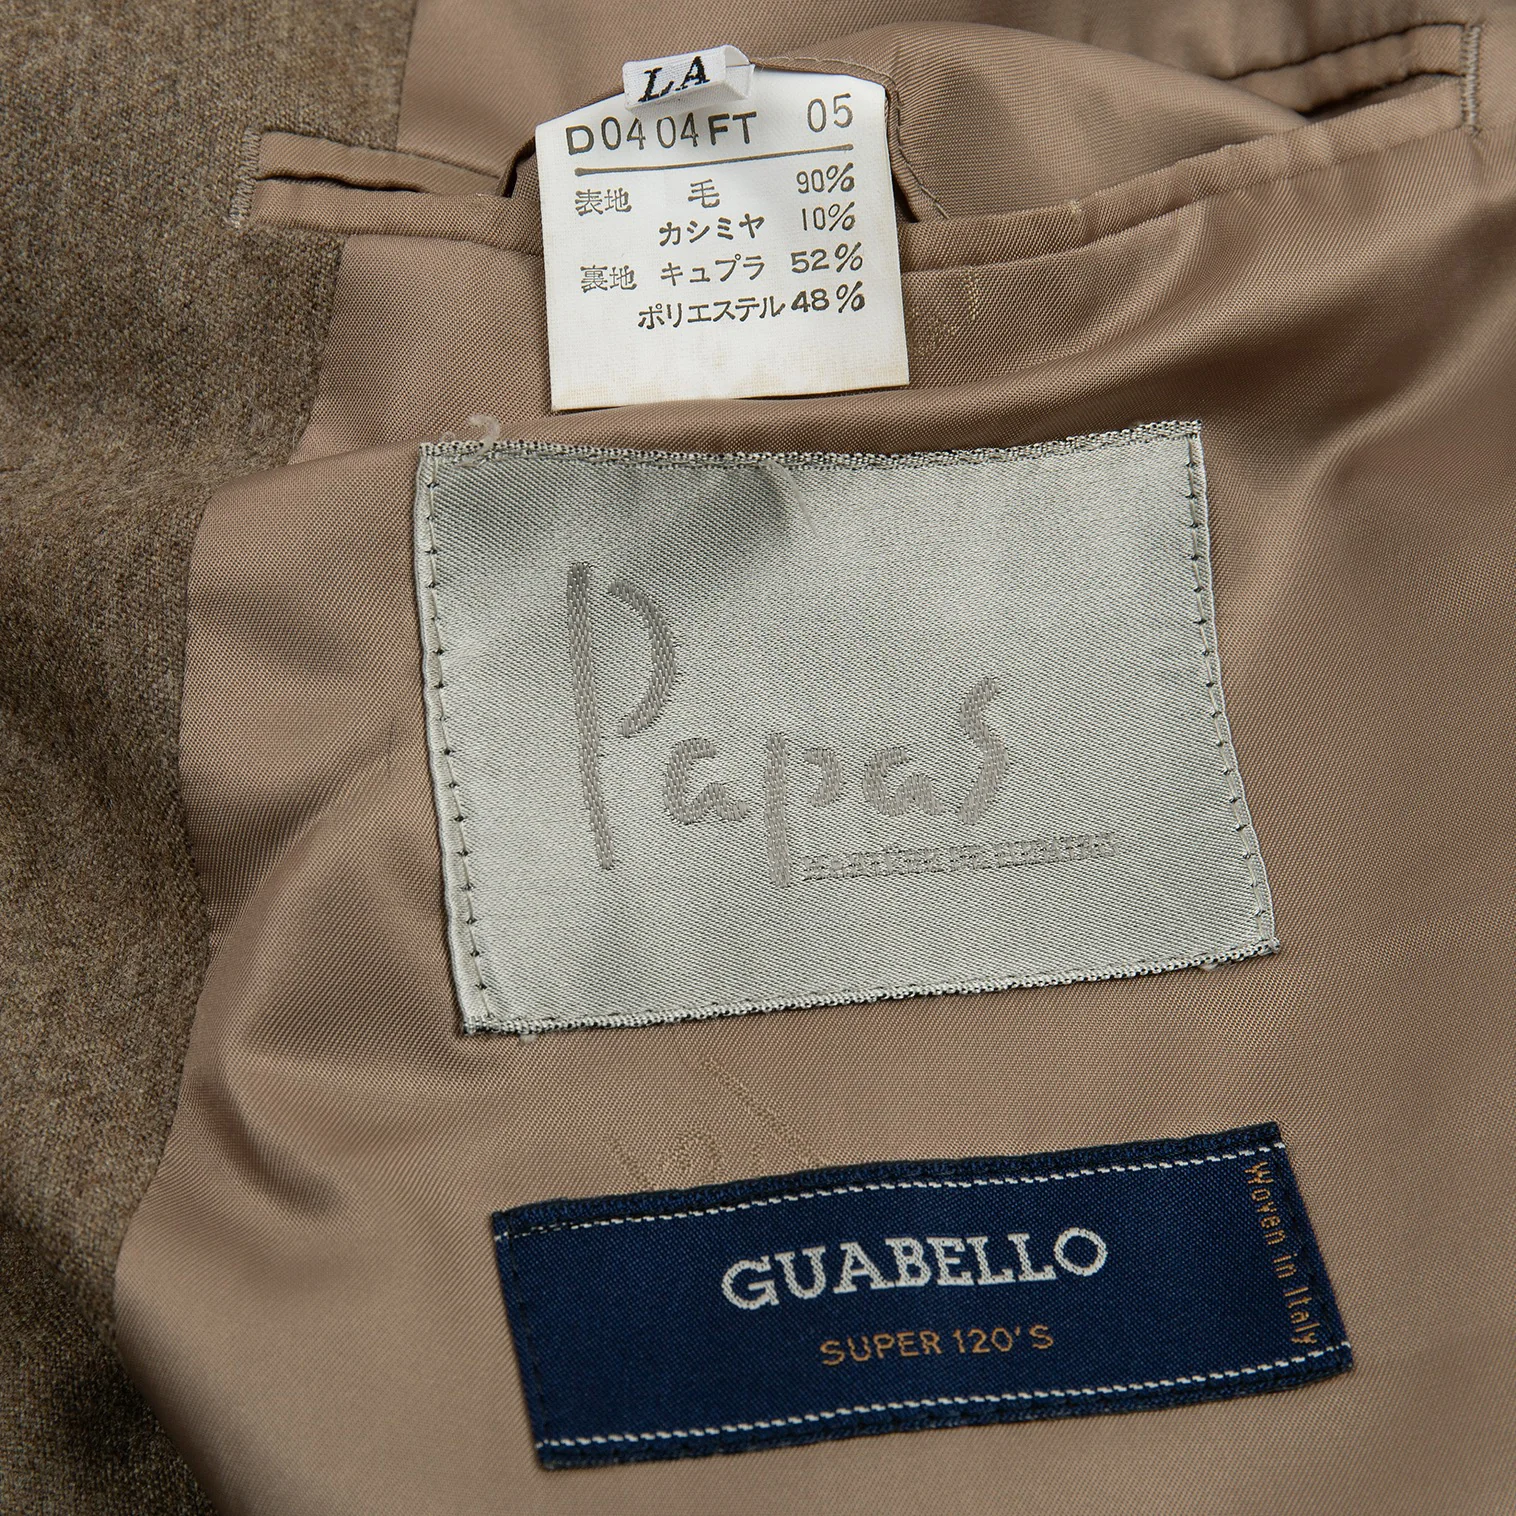 LA
D0404FT 05
表地 毛 90%
カシミヤ 10%
裏地 キュプラ 52%
ポリエステル 48%
Papas
GUABELLO
SUPER 120'S
Woven in Italy